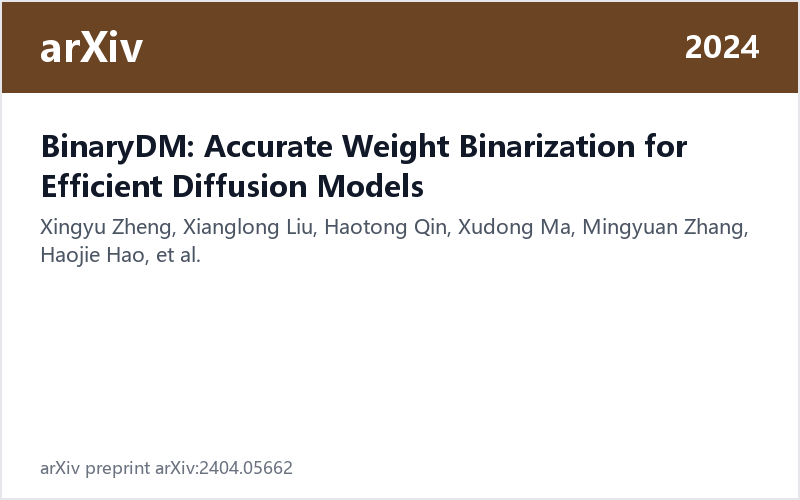 arXiv
2024
BinaryDM: Accurate Weight Binarization for
Efficient Diffusion Models
Xingyu Zheng, Xianglong Liu, Haotong Qin, Xudong Ma, Mingyuan Zhang,
Haojie Hao, et al.
arXiv preprint arXiv:2404.05662